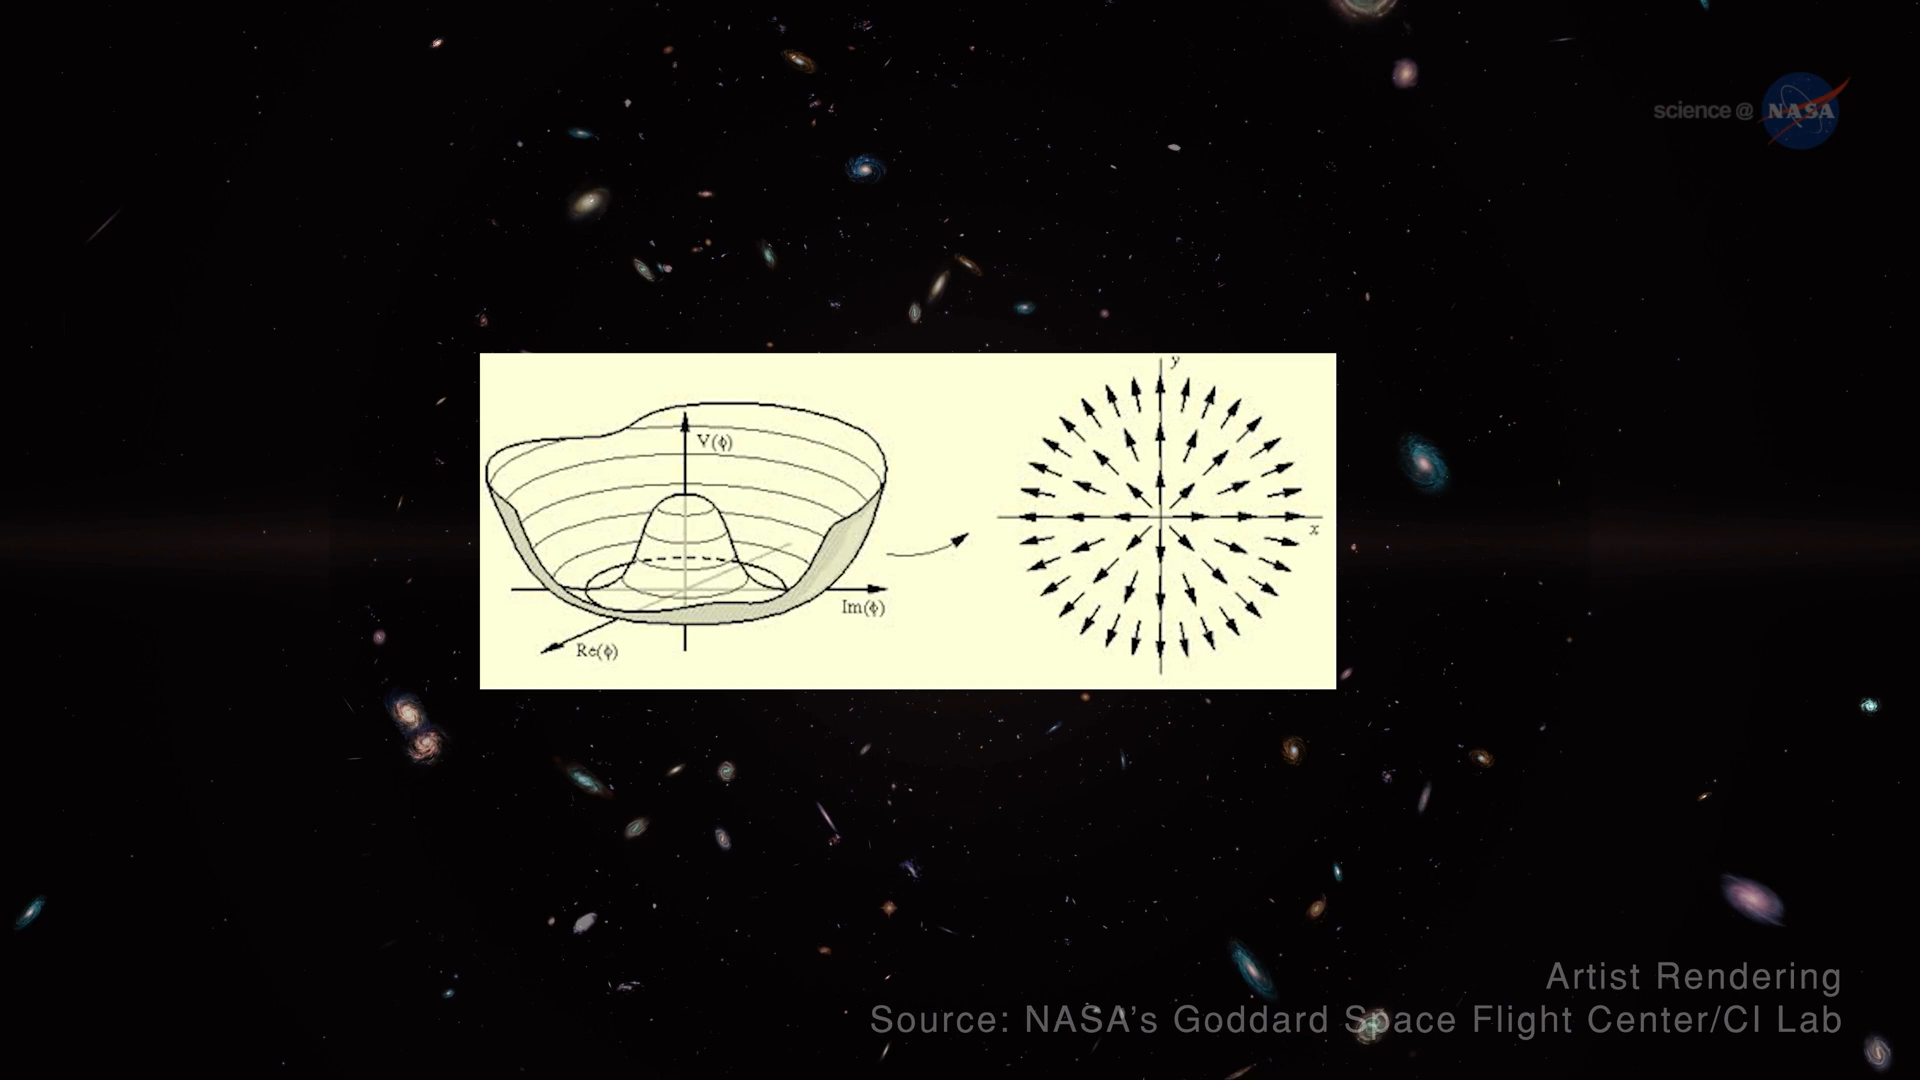 science @ NASA
y
V(ϕ)
x
Im(ϕ)
Re(ϕ)
Artist Rendering
Source: NASA's Goddard Space Flight Center/CI Lab